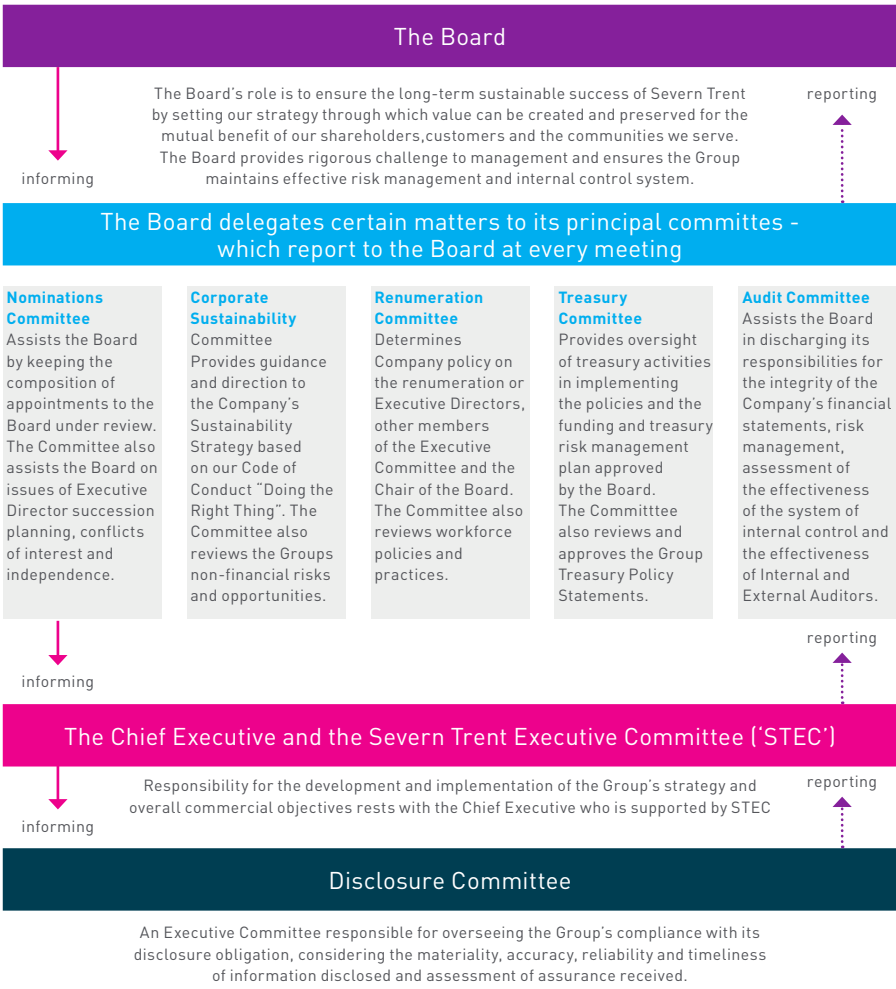 The Board
The Board's role is to ensure the long-term sustainable success of Severn Trent
by setting our strategy through which value can be created and preserved for the
mutual benefit of our shareholders,customers and the communities we serve.
The Board provides rigorous challenge to management and ensures the Group
maintains effective risk management and internal control system.
informing
reporting
The Board delegates certain matters to its principal committes -
which report to the Board at every meeting
Nominations
Committee
Assists the Board
by keeping the
composition of
appointments to the
Board under review.
The Committee also
assists the Board on
issues of Executive
Director succession
planning, conflicts
of interest and
independence.
Corporate
Sustainability
Committee
Provides guidance
and direction to
the Company's
Sustainability
Strategy based
on our Code of
Conduct "Doing the
Right Thing". The
Committee also
reviews the Groups
non-financial risks
and opportunities.
Renumeration
Committee
Determines
Company policy on
the renumeration or
Executive Directors,
other members
of the Executive
Committee and the
Chair of the Board.
The Committee also
reviews workforce
policies and
practices.
Treasury
Committee
Provides oversight
of treasury activities
in implementing
the policies and the
funding and treasury
risk management
plan approved
by the Board.
The Committtee
also reviews and
approves the Group
Treasury Policy
Statements.
Audit Committee
Assists the Board
in discharging its
responsibilities for
the integrity of the
Company's financial
statements, risk
management,
assessment of
the effectiveness
of the system of
internal control and
the effectiveness
of Internal and
External Auditors.
informing
reporting
The Chief Executive and the Severn Trent Executive Committee ('STEC')
Responsibility for the development and implementation of the Group's strategy and
overall commercial objectives rests with the Chief Executive who is supported by STEC
informing
reporting
Disclosure Committee
An Executive Committee responsible for overseeing the Group's compliance with its
disclosure obligation, considering the materiality, accuracy, reliability and timeliness
of information disclosed and assessment of assurance received.